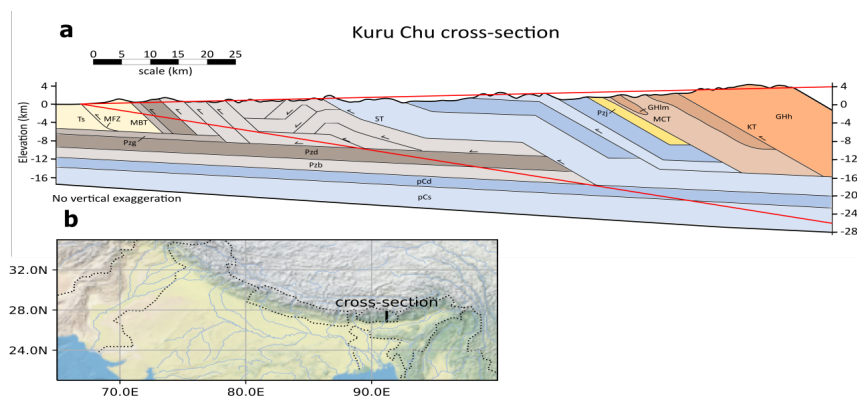 a
Kuru Chu cross-section
0 5 10 15 20 25
scale (km)
Elevation (km)
4
0
-4
-8
-12
-16
4
0
-4
-8
-12
-16
-20
-24
-28
Ts
MFZ
MBT
ST
Pzj
GHlm
MCT
KT
GHh
Pzg
Pzd
Pzb
pCd
pCs
No vertical exaggeration
b
32.0N
28.0N
24.0N
cross-section
70.0E 80.0E 90.0E